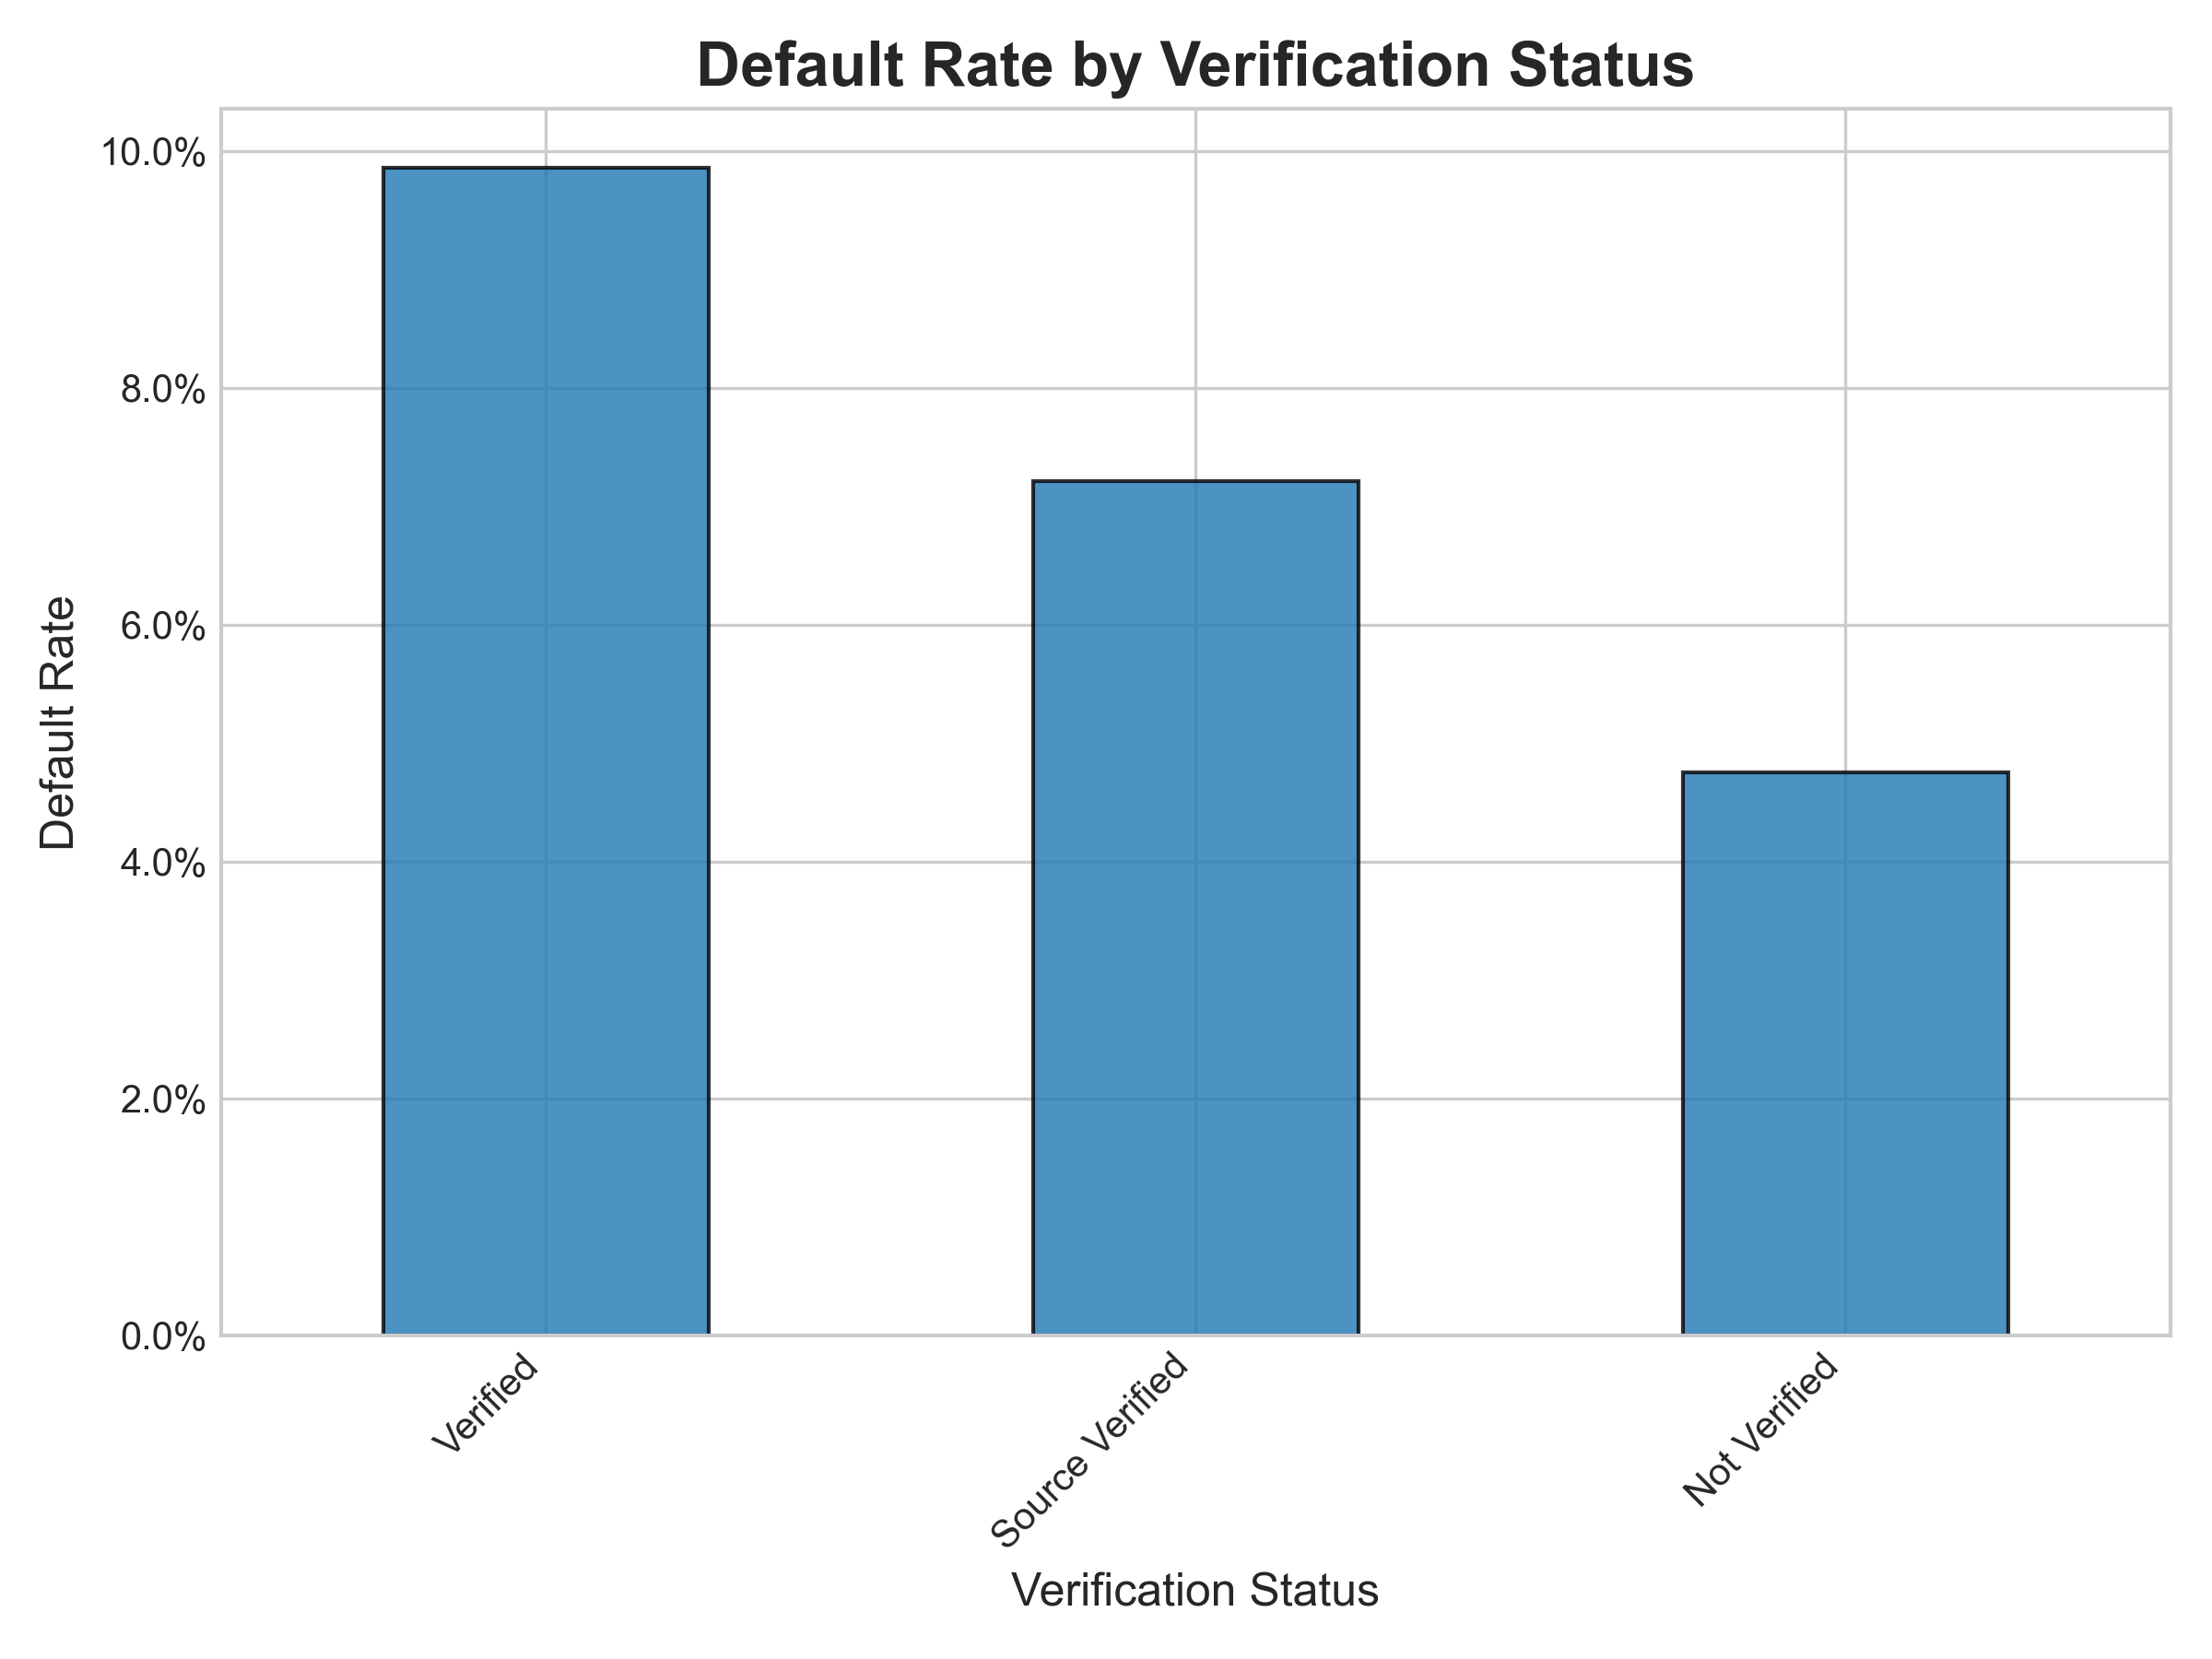 Default Rate by Verification Status
10.0%
8.0%
6.0%
4.0%
2.0%
0.0%
Default Rate
Verified
Source Verified
Not Verified
Verification Status